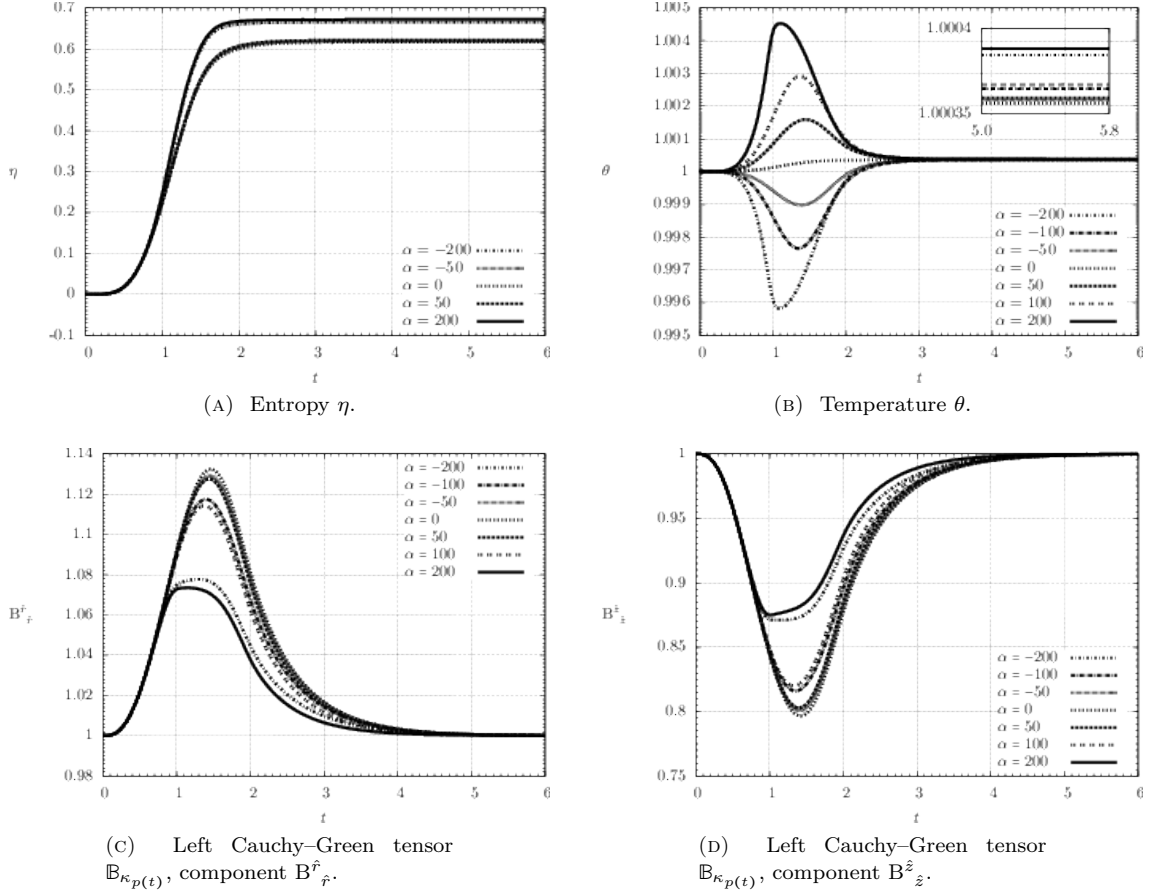 0.7
0.6
0.5
0.4
0.3
0.2
0.1
0
-0.1
η
0 1 2 3 4 5 6
t
α = −200
α = −50
α = 0
α = 50
α = 200
(A) Entropy η.
1.005
1.004
1.003
1.002
1.001
1
0.999
0.998
0.997
0.996
0.995
θ
0 1 2 3 4 5 6
t
1.0004
1.00035
5.0 5.8
α = −200
α = −100
α = −50
α = 0
α = 50
α = 100
α = 200
(B) Temperature θ.
1.14
1.12
1.1
1.08
1.06
1.04
1.02
1
0.98
B^r̂_r̂
0 1 2 3 4 5 6
t
α = −200
α = −100
α = −50
α = 0
α = 50
α = 100
α = 200
(C) Left Cauchy–Green tensor
𝔹_κp(t), component B^r̂_r̂.
1
0.95
0.9
0.85
0.8
0.75
B^ẑ_ẑ
0 1 2 3 4 5 6
t
α = −200
α = −100
α = −50
α = 0
α = 50
α = 100
α = 200
(D) Left Cauchy–Green tensor
𝔹_κp(t), component B^ẑ_ẑ.